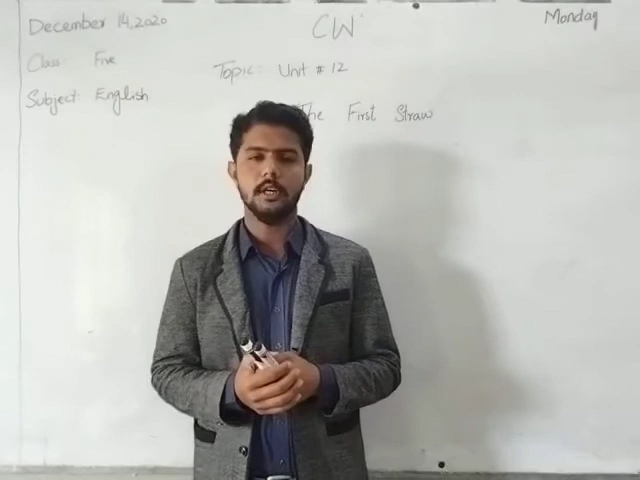 December 14, 2020
CW
Monday
Class: Five
Topic: Unit # 12
Subject: English
The First Straw